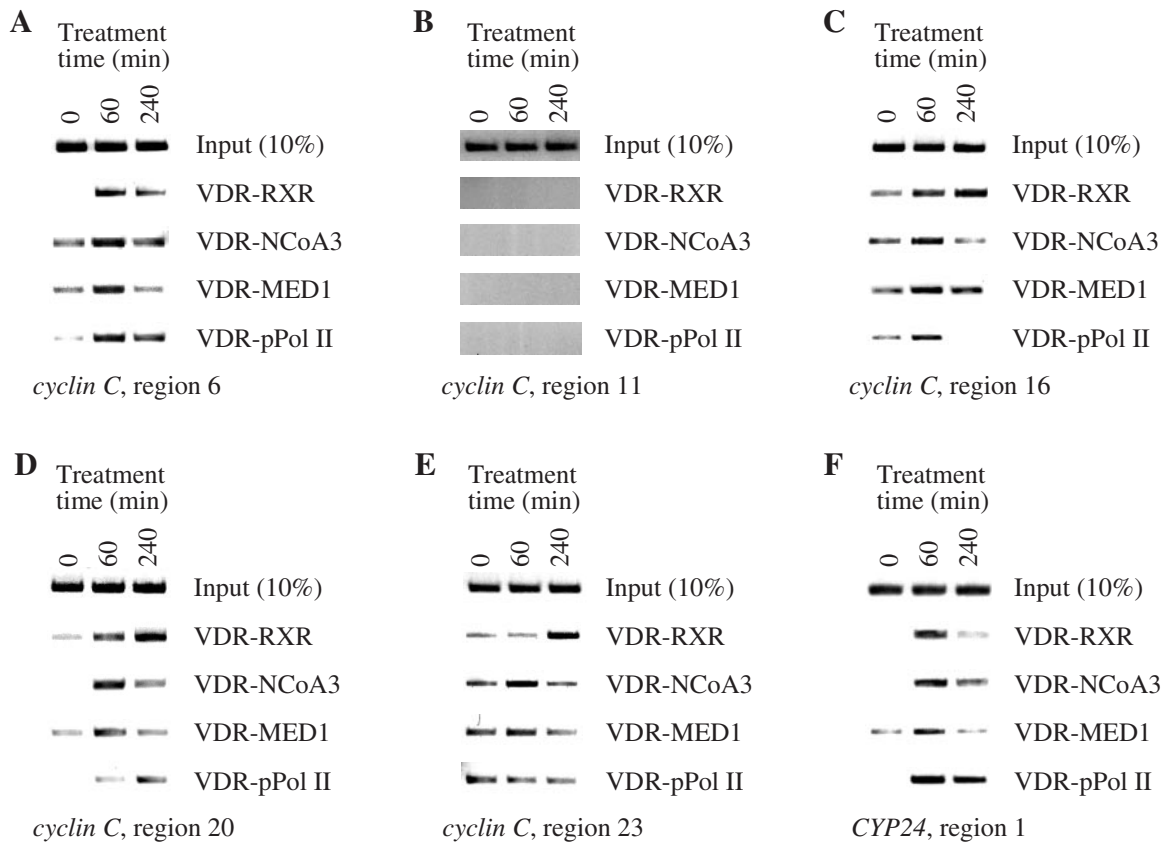 A
Treatment
time (min)
0 60 240
Input (10%)
VDR-RXR
VDR-NCoA3
VDR-MED1
VDR-pPol II
cyclin C, region 6
B
Treatment
time (min)
0 60 240
Input (10%)
VDR-RXR
VDR-NCoA3
VDR-MED1
VDR-pPol II
cyclin C, region 11
C
Treatment
time (min)
0 60 240
Input (10%)
VDR-RXR
VDR-NCoA3
VDR-MED1
VDR-pPol II
cyclin C, region 16
D
Treatment
time (min)
0 60 240
Input (10%)
VDR-RXR
VDR-NCoA3
VDR-MED1
VDR-pPol II
cyclin C, region 20
E
Treatment
time (min)
0 60 240
Input (10%)
VDR-RXR
VDR-NCoA3
VDR-MED1
VDR-pPol II
cyclin C, region 23
F
Treatment
time (min)
0 60 240
Input (10%)
VDR-RXR
VDR-NCoA3
VDR-MED1
VDR-pPol II
CYP24, region 1